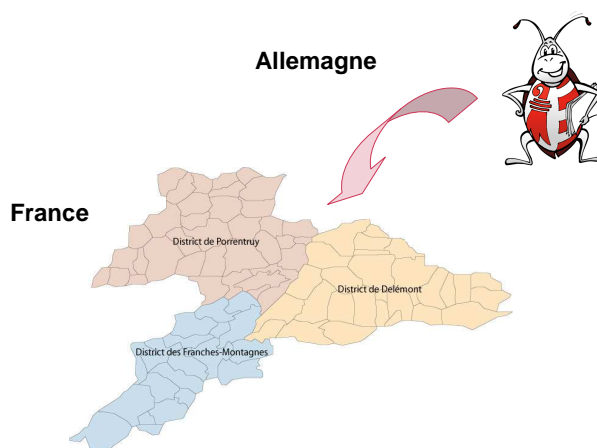 Allemagne
France
District de Porrentruy
District de Delémont
District des Franches-Montagnes